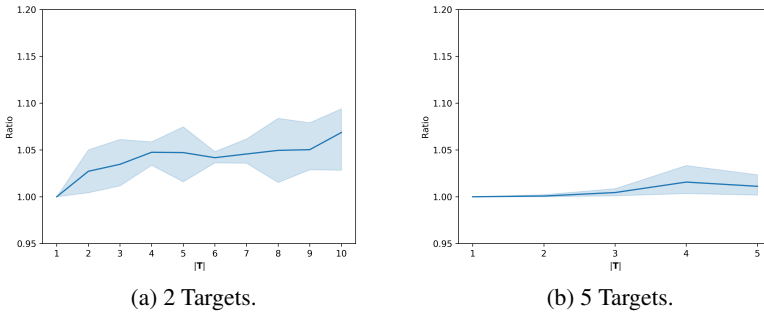 1.20
1.15
1.10
1.05
1.00
0.95
Ratio
1 2 3 4 5 6 7 8 9 10
|T|
(a) 2 Targets.
1.20
1.15
1.10
1.05
1.00
0.95
Ratio
1 2 3 4 5
|T|
(b) 5 Targets.